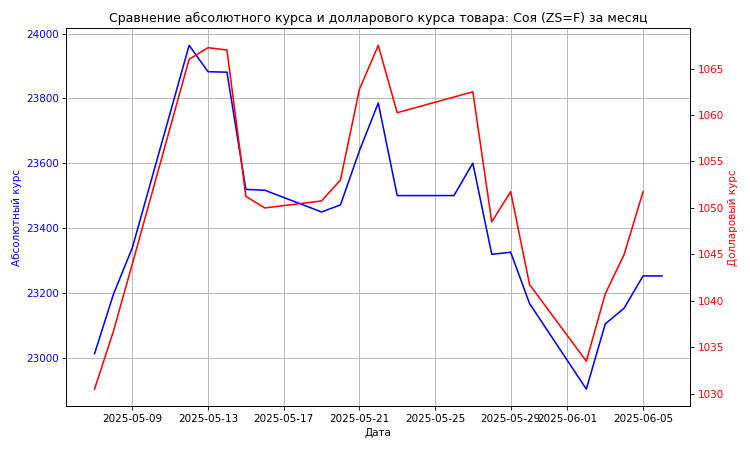 Сравнение абсолютного курса и долларового курса товара: Соя (ZS=F) за месяц
24000
23800
23600
23400
23200
23000
Абсолютный курс
1065
1060
1055
1050
1045
1040
1035
1030
Долларовый курс
2025-05-09 2025-05-13 2025-05-17 2025-05-21 2025-05-25 2025-05-29 2025-06-01 2025-06-05
Дата